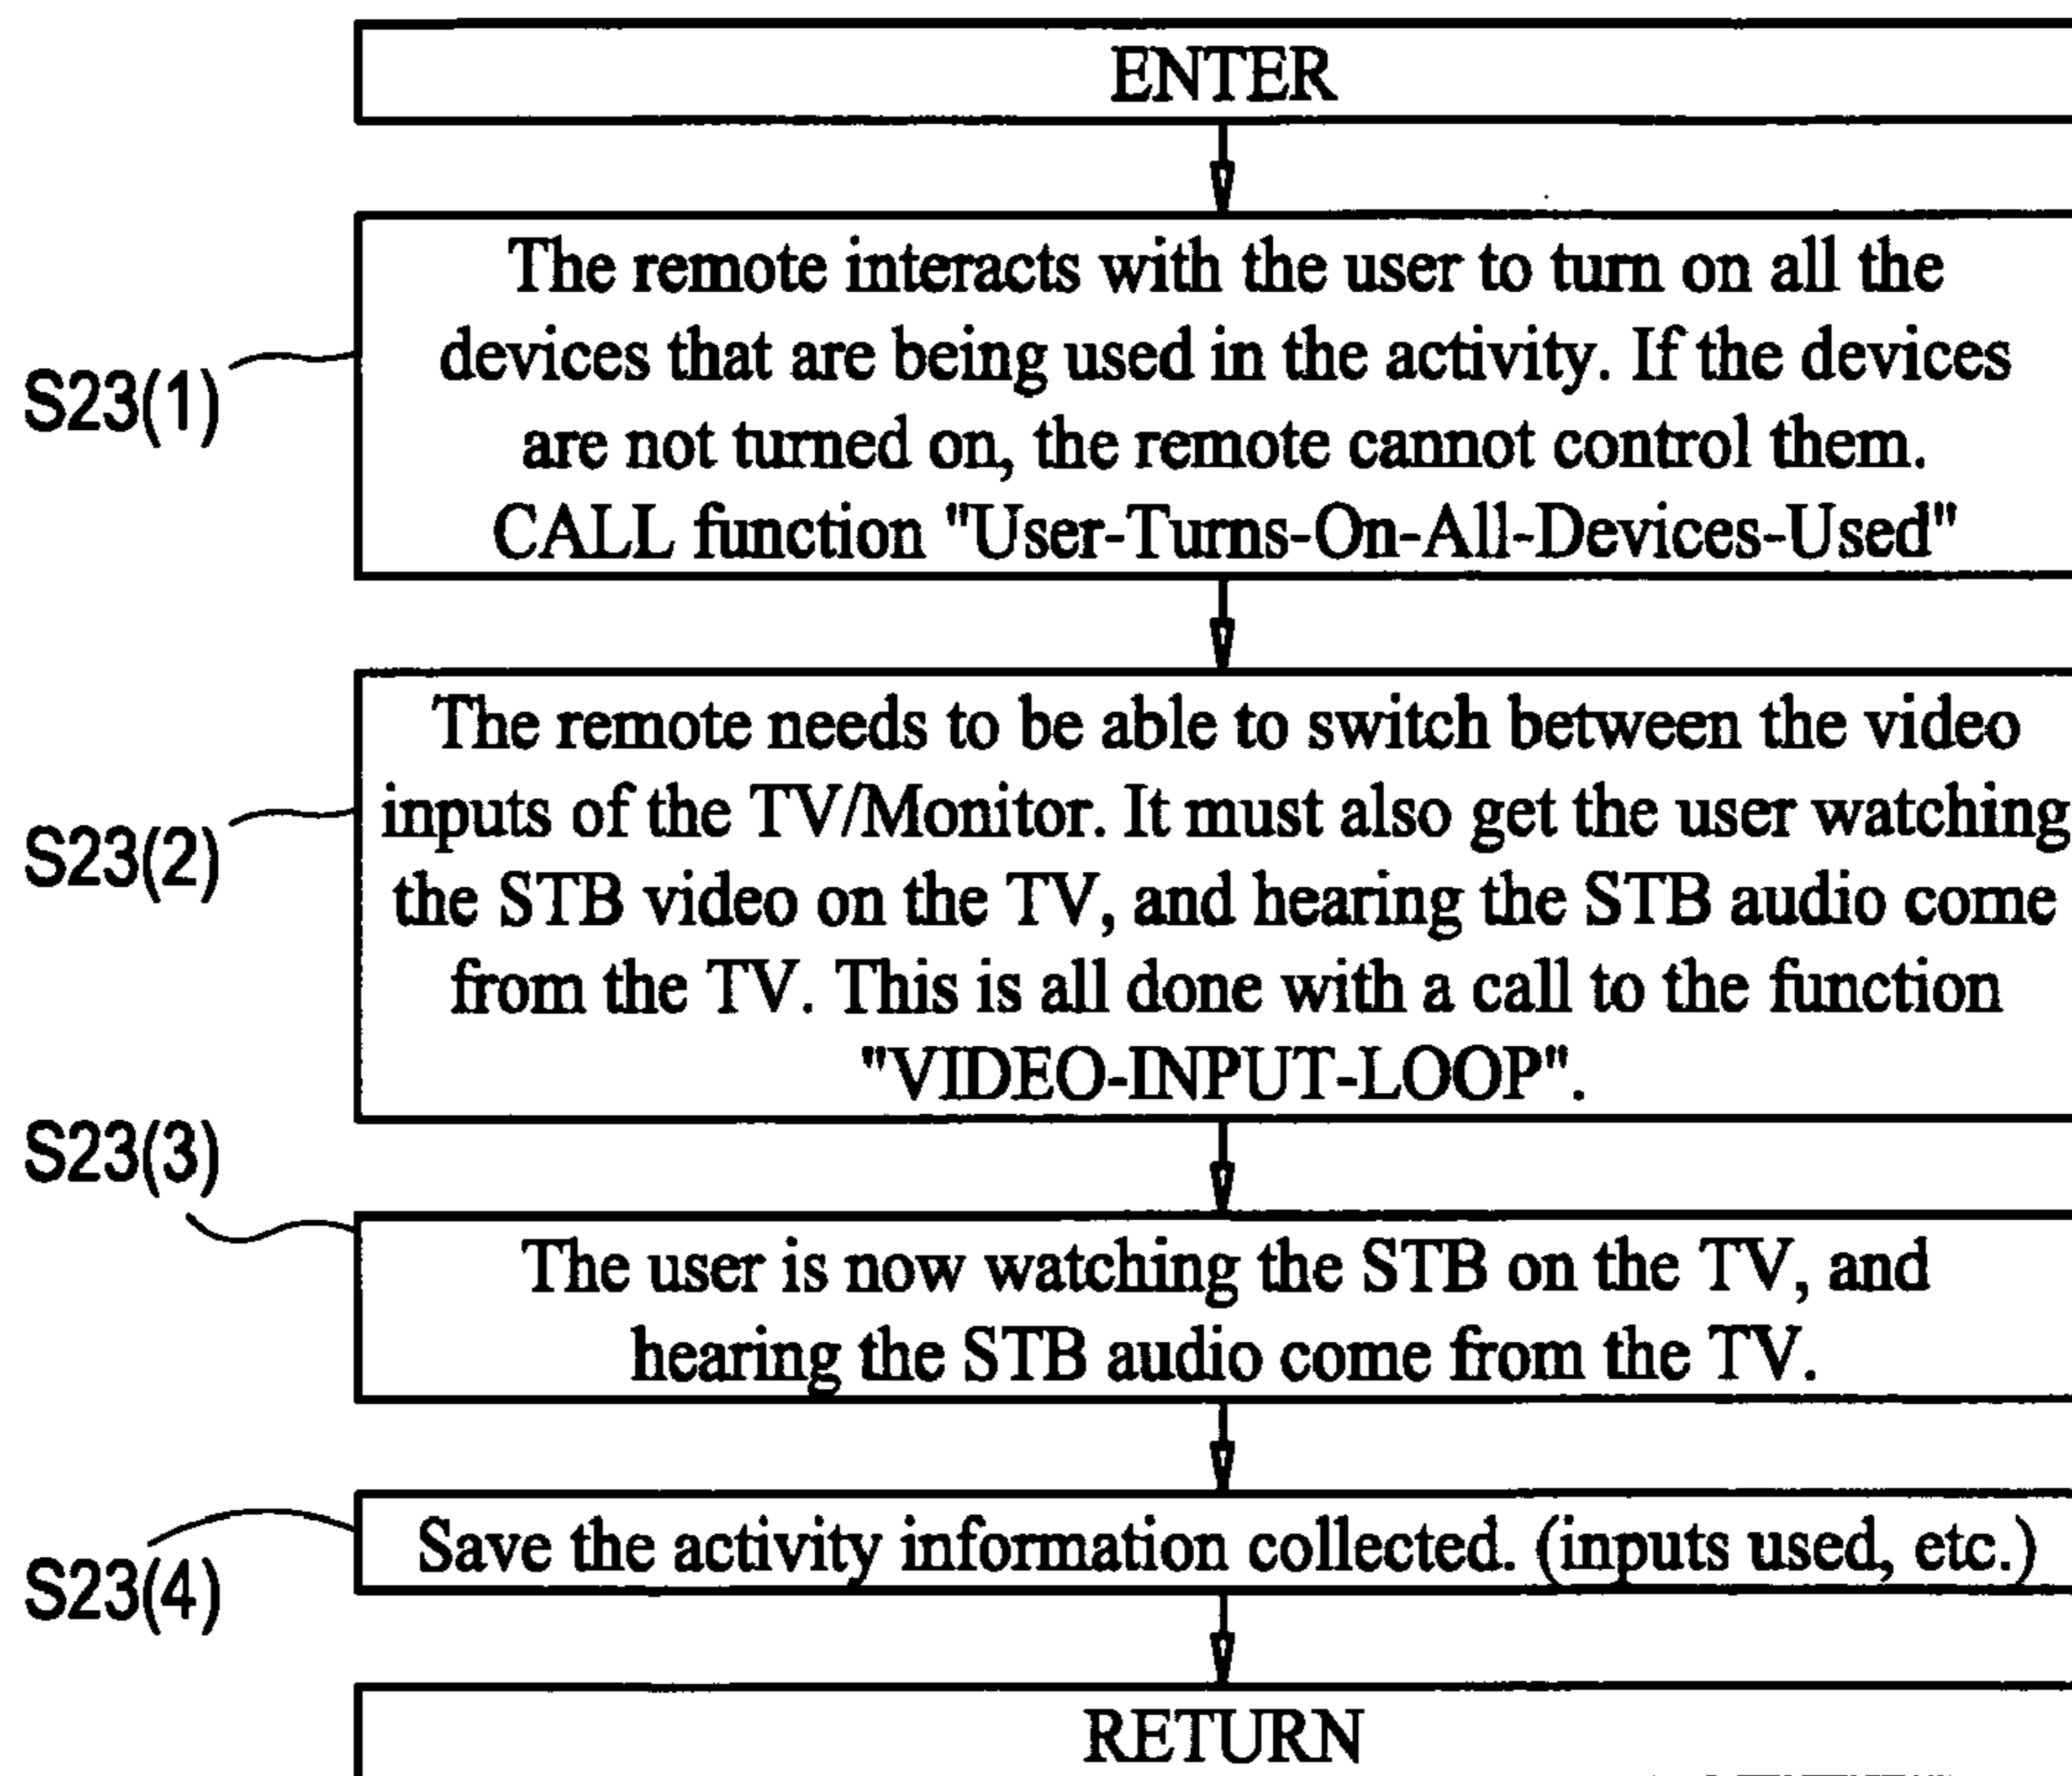 ENTER
S23(1)
The remote interacts with the user to turn on all the
devices that are being used in the activity. If the devices
are not turned on, the remote cannot control them.
CALL function "User-Turns-On-All-Devices-Used"
S23(2)
The remote needs to be able to switch between the video
inputs of the TV/Monitor. It must also get the user watching
the STB video on the TV, and hearing the STB audio come
from the TV. This is all done with a call to the function
"VIDEO-INPUT-LOOP".
S23(3)
The user is now watching the STB on the TV, and
hearing the STB audio come from the TV.
S23(4)
Save the activity information collected. (inputs used, etc.)
RETURN